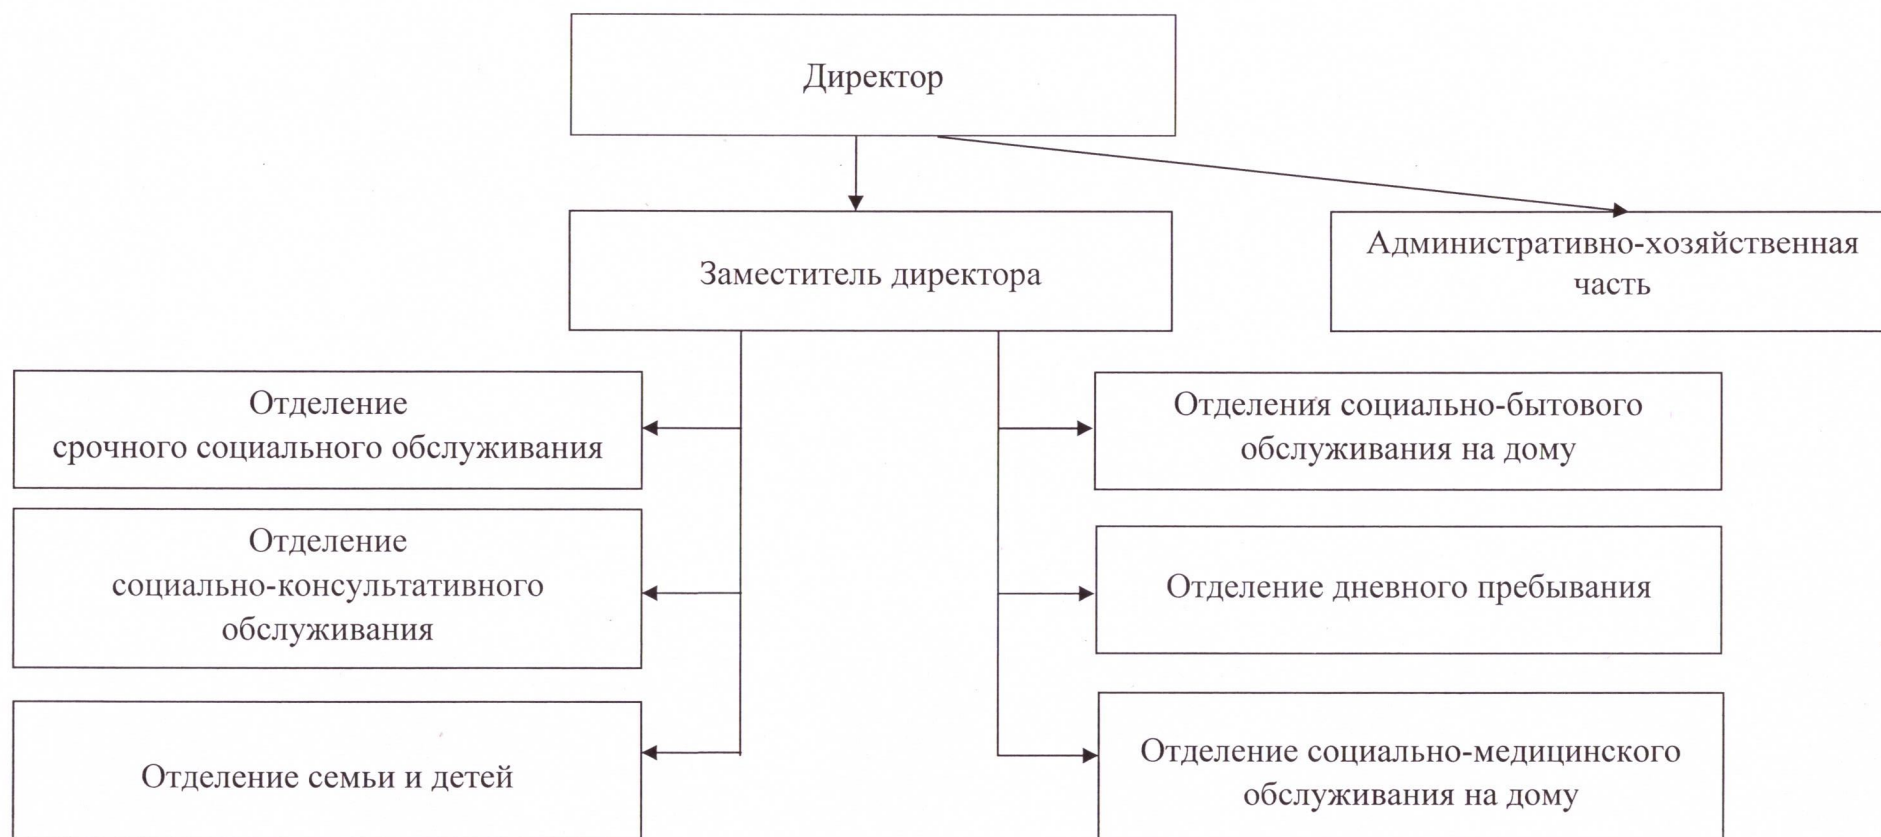 Директор
Заместитель директора
Административно-хозяйственная
часть
Отделение
срочного социального обслуживания
Отделения социально-бытового
обслуживания на дому
Отделение
социально-консультативного
обслуживания
Отделение дневного пребывания
Отделение семьи и детей
Отделение социально-медицинского
обслуживания на дому